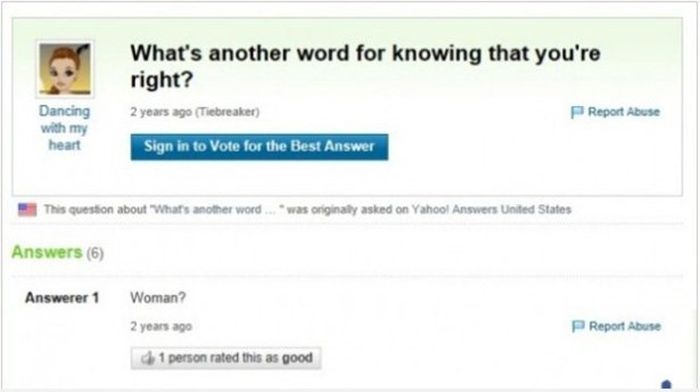 What's another word for knowing that you're
right?
Dancing
with my
heart
2 years ago (Tiebreaker)
Report Abuse
Sign in to Vote for the Best Answer
This question about "What's another word ... " was originally asked on Yahoo! Answers United States
Answers (6)
Answerer 1
Woman?
2 years ago
Report Abuse
1 person rated this as good